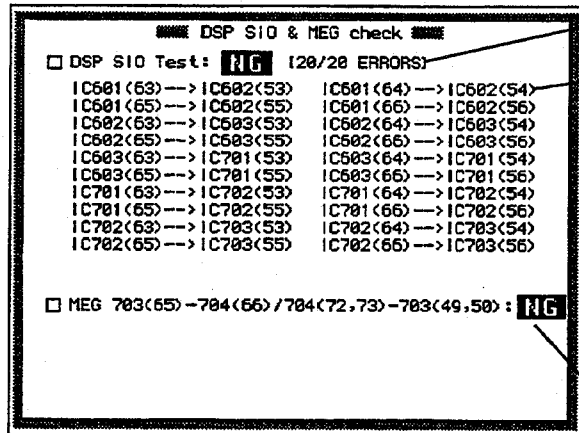 DSP SIO & MEG check
DSP SIO Test: NG [20/20 ERRORS]
IC601(63)-->IC602(53) IC601(64)-->IC602(54)
IC601(65)-->IC602(55) IC601(66)-->IC602(56)
IC602(63)-->IC603(53) IC602(64)-->IC603(54)
IC602(65)-->IC603(55) IC602(66)-->IC603(56)
IC603(63)-->IC701(53) IC603(64)-->IC701(54)
IC603(65)-->IC701(55) IC603(66)-->IC701(56)
IC701(63)-->IC702(53) IC701(64)-->IC702(54)
IC701(65)-->IC702(55) IC701(66)-->IC702(56)
IC702(63)-->IC703(53) IC702(64)-->IC703(54)
IC702(65)-->IC703(55) IC702(66)-->IC703(56)
MEG 703(65)-704(66)/704(72,73)-703(49,50): NG